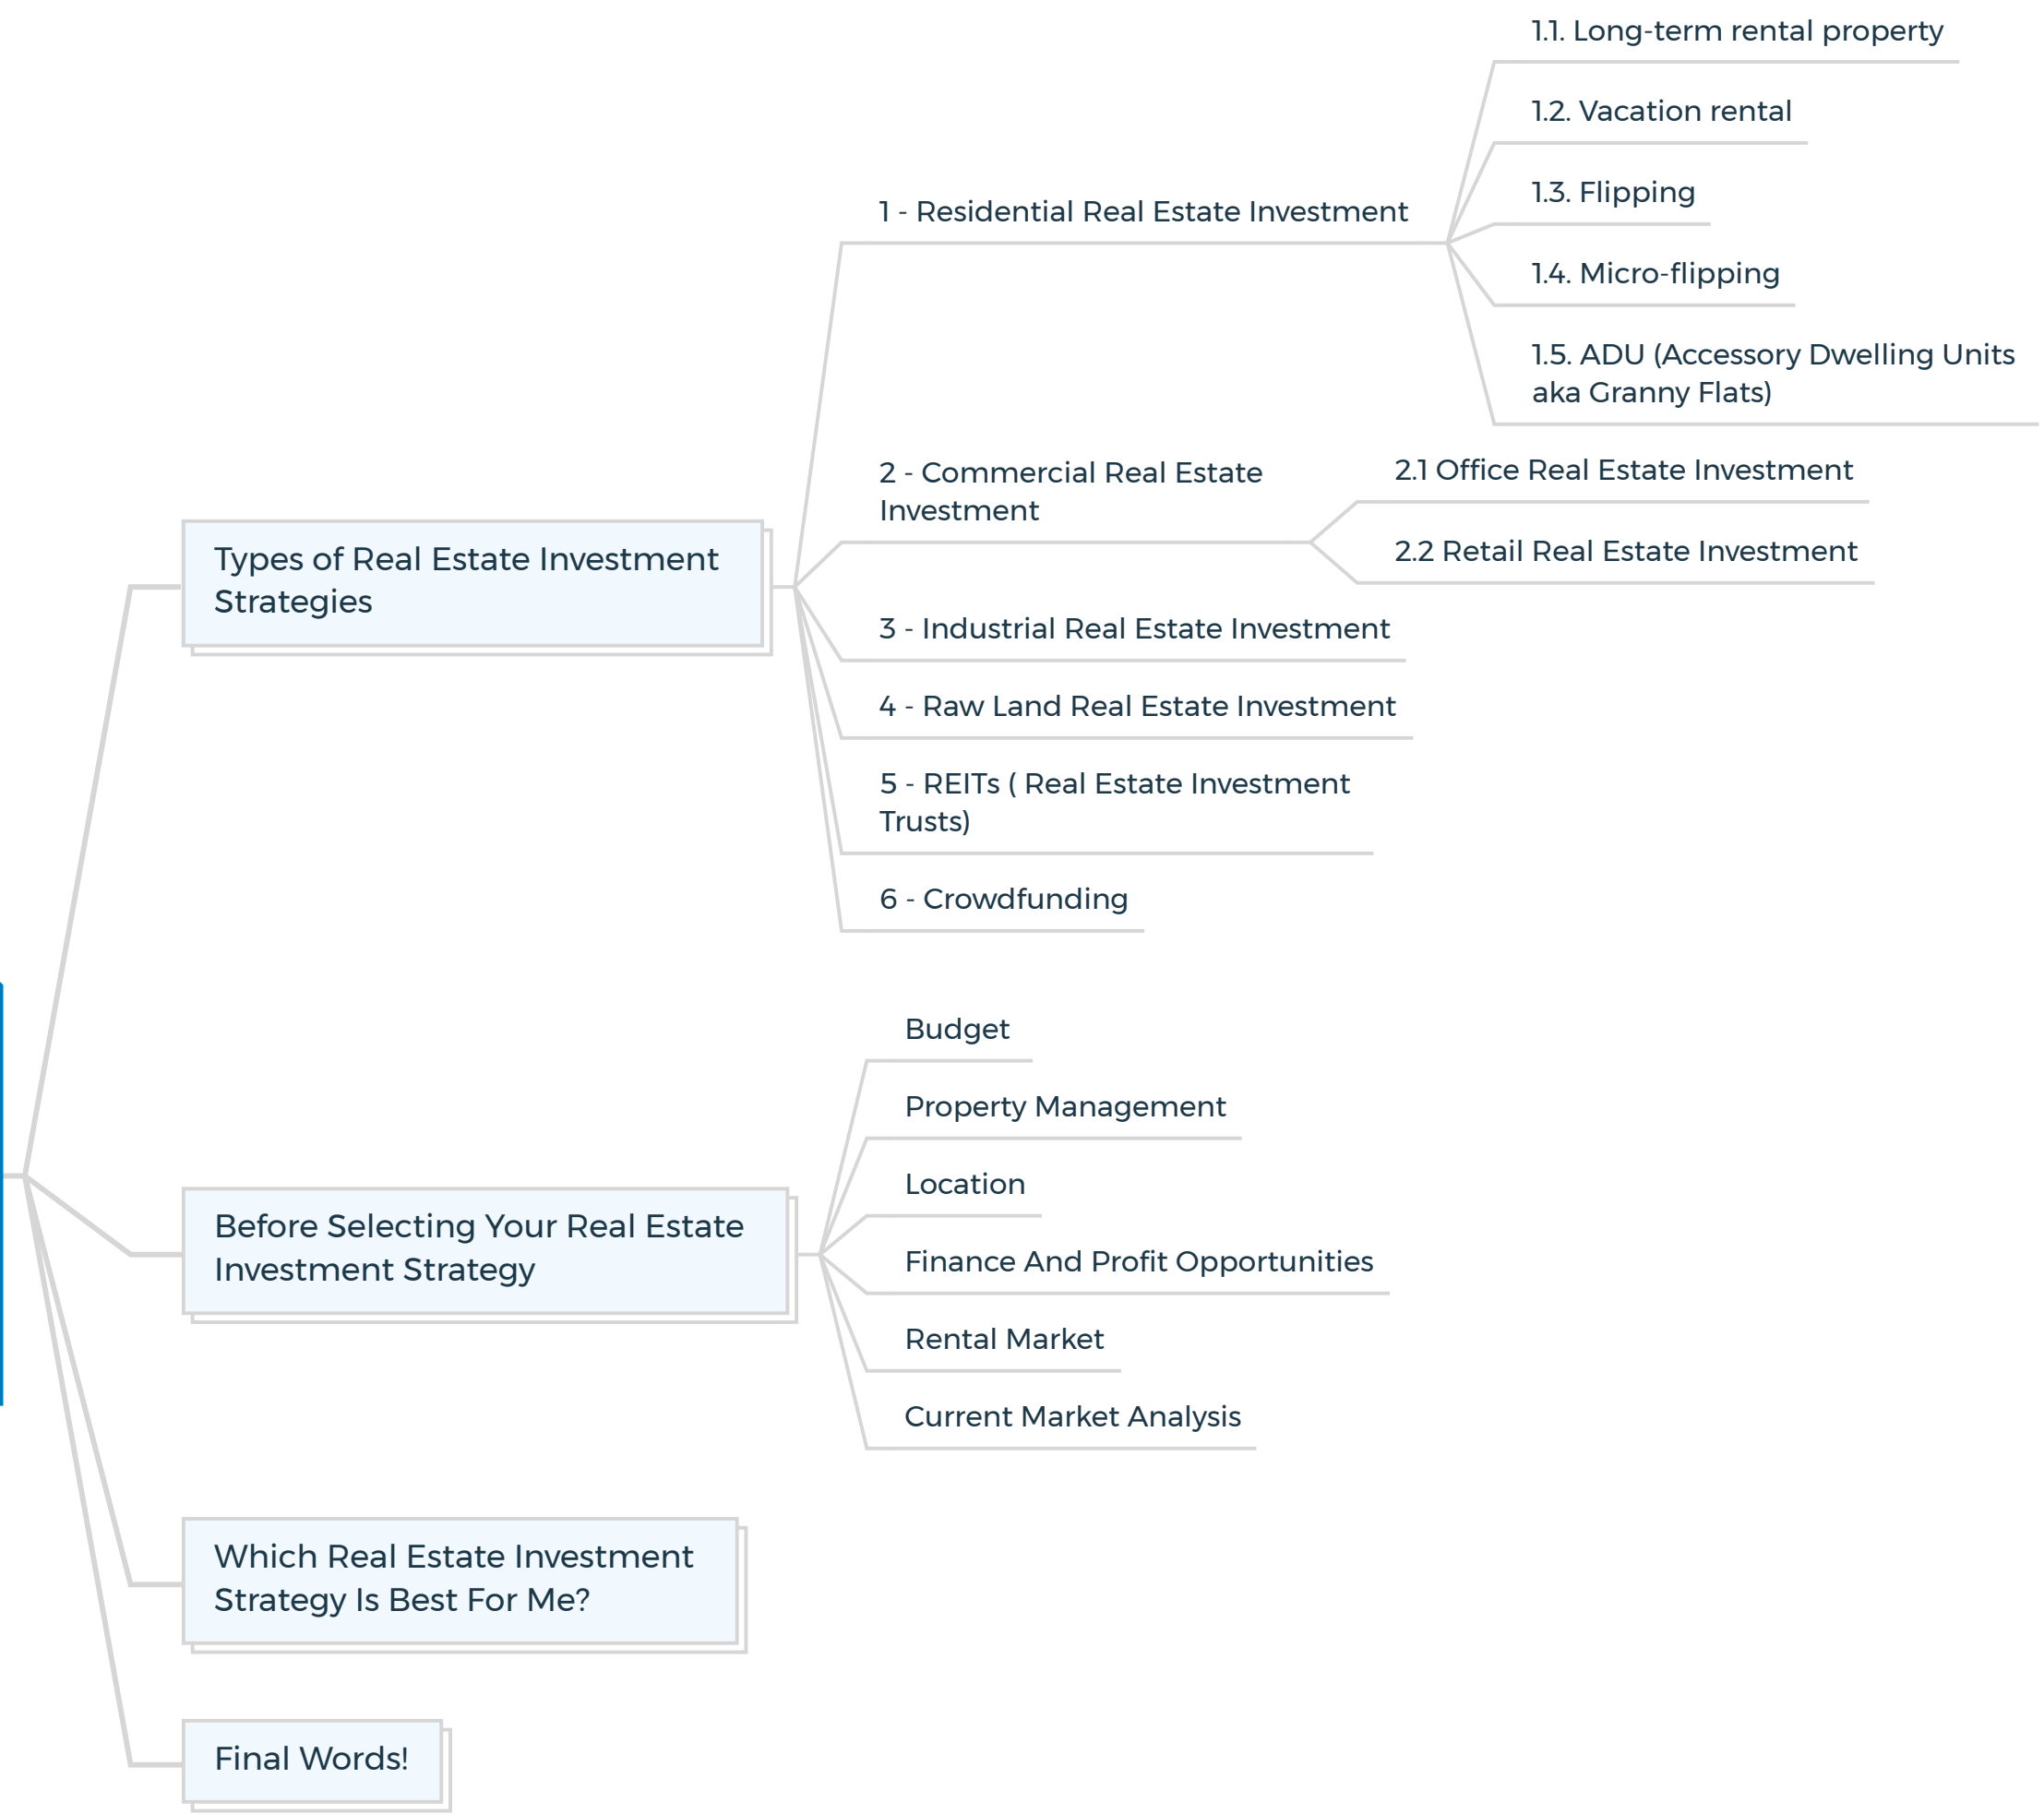 1.1. Long-term rental property
1.2. Vacation rental
1.3. Flipping
1 - Residential Real Estate Investment
1.4. Micro-flipping
1.5. ADU (Accessory Dwelling Units
aka Granny Flats)
2 - Commercial Real Estate
Investment
2.1 Office Real Estate Investment
2.2 Retail Real Estate Investment
Types of Real Estate Investment
Strategies
3 - Industrial Real Estate Investment
4 - Raw Land Real Estate Investment
5 - REITs ( Real Estate Investment
Trusts)
6 - Crowdfunding
Budget
Property Management
Location
Before Selecting Your Real Estate
Investment Strategy
Finance And Profit Opportunities
Rental Market
Current Market Analysis
Which Real Estate Investment
Strategy Is Best For Me?
Final Words!